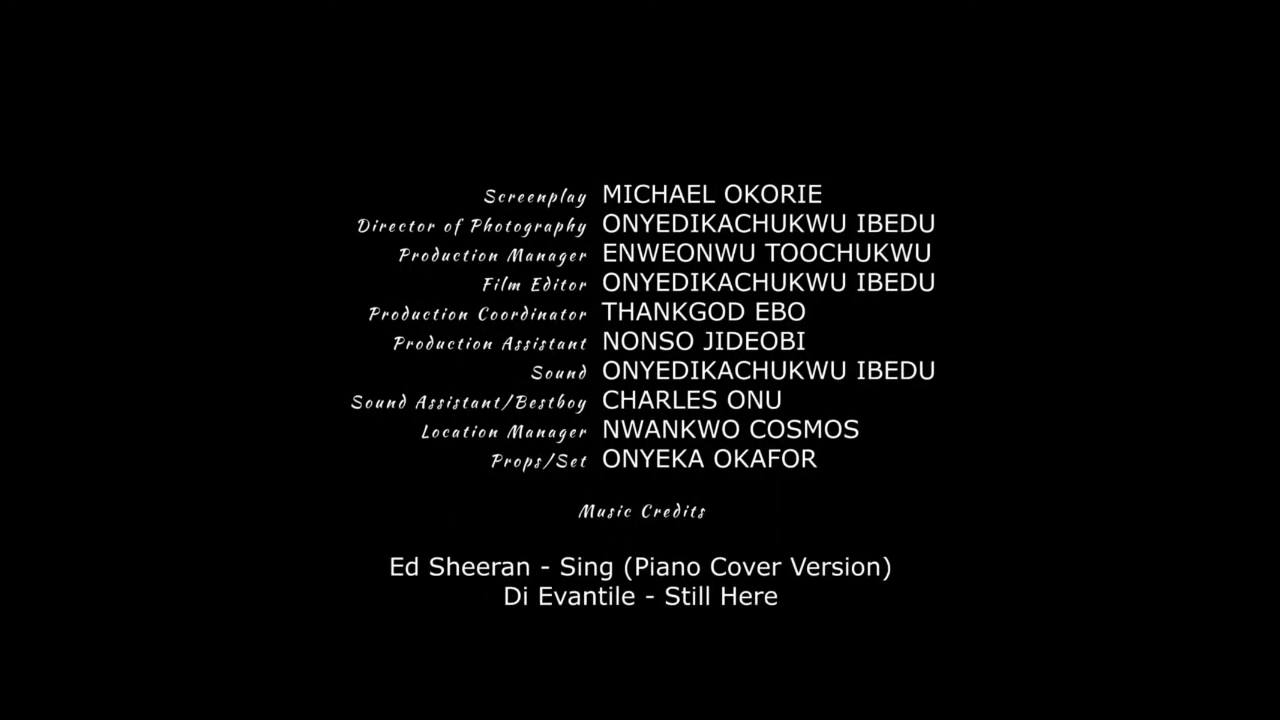 Screenplay MICHAEL OKORIE
Director of Photography ONYEDIKACHUKWU IBEDU
Production Manager ENWEONWU TOOCHUKWU
Film Editor ONYEDIKACHUKWU IBEDU
Production Coordinator THANKGOD EBO
Production Assistant NONSO JIDEOBI
Sound ONYEDIKACHUKWU IBEDU
Sound Assistant/Bestboy CHARLES ONU
Location Manager NWANKWO COSMOS
Props/Set ONYEKA OKAFOR
Music Credits
Ed Sheeran - Sing (Piano Cover Version)
Di Evantile - Still Here